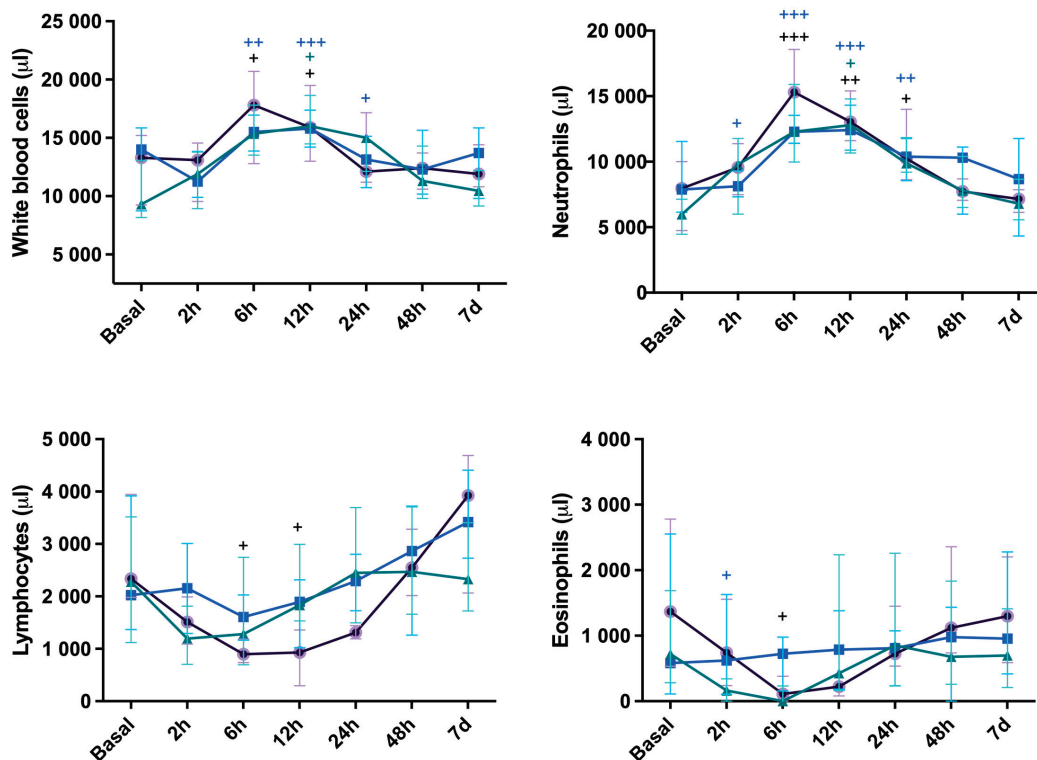 White blood cells (µl)
25 000
20 000
15 000
10 000
5 000
++
+
+++
+
+
+
Basal
2h
6h
12h
24h
48h
7d
Neutrophils (µl)
20 000
15 000
10 000
5 000
0
+
+++
+++
+++
+
++
++
+
Basal
2h
6h
12h
24h
48h
7d
Lymphocytes (µl)
5 000
4 000
3 000
2 000
1 000
0
+
+
Basal
2h
6h
12h
24h
48h
7d
Eosinophils (µl)
4 000
3 000
2 000
1 000
0
+
+
Basal
2h
6h
12d
24h
48h
7d